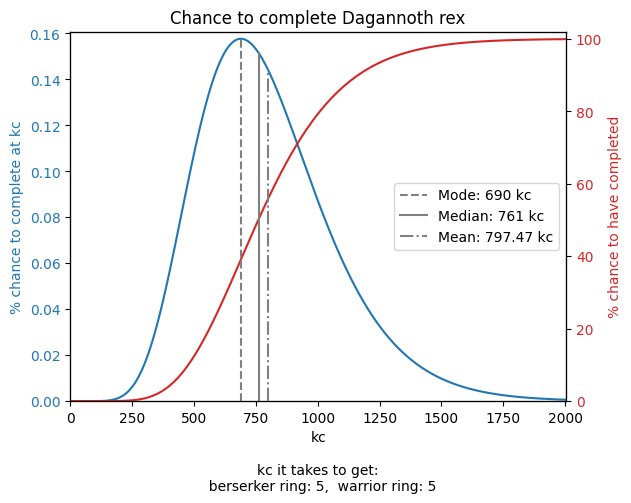 Chance to complete Dagannoth rex
% chance to complete at kc
0.16
0.14
0.12
0.10
0.08
0.06
0.04
0.02
0.00
Mode: 690 kc
Median: 761 kc
Mean: 797.47 kc
100
80
60
40
20
0
% chance to have completed
0 250 500 750 1000 1250 1500 1750 2000
kc
kc it takes to get:
berserker ring: 5,  warrior ring: 5